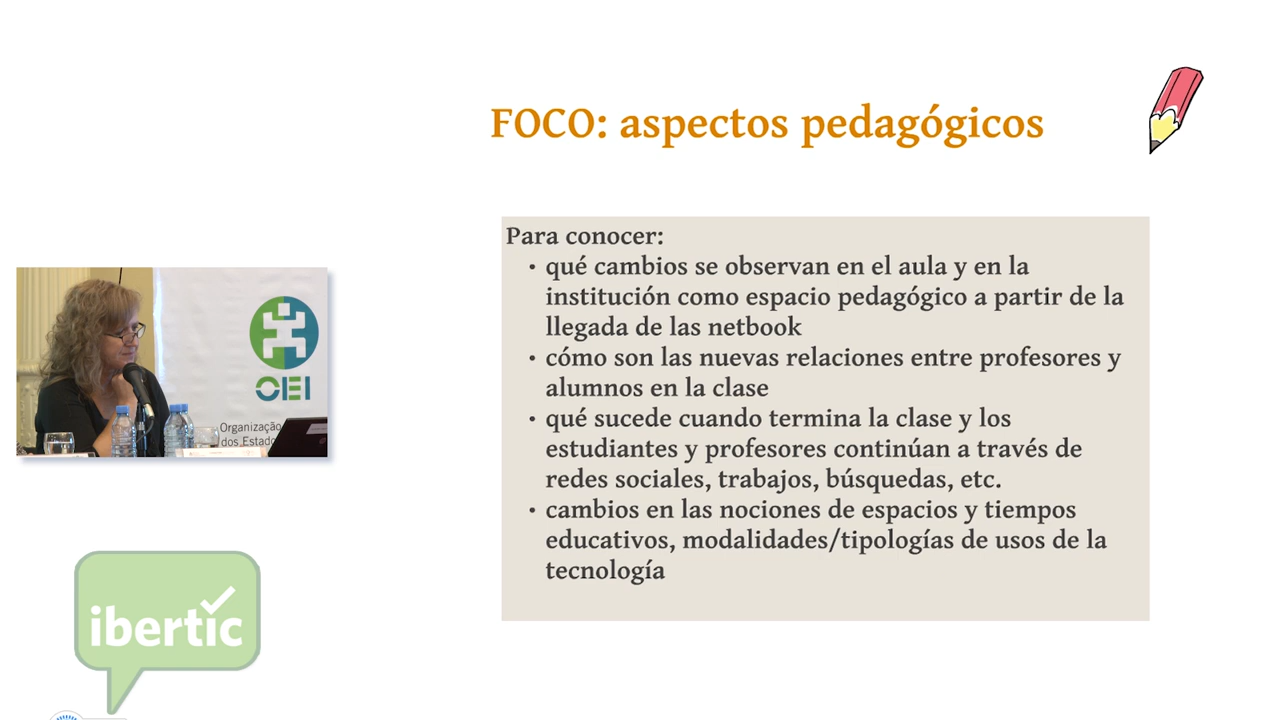 FOCO: aspectos pedagógicos
Para conocer:
• qué cambios se observan en el aula y en la
institución como espacio pedagógico a partir de la
llegada de las netbook
• cómo son las nuevas relaciones entre profesores y
alumnos en la clase
• qué sucede cuando termina la clase y los
estudiantes y profesores continúan a través de
redes sociales, trabajos, búsquedas, etc.
• cambios en las nociones de espacios y tiempos
educativos, modalidades/tipologías de usos de la
tecnología
OEI
Organização
dos Estado
ibertic